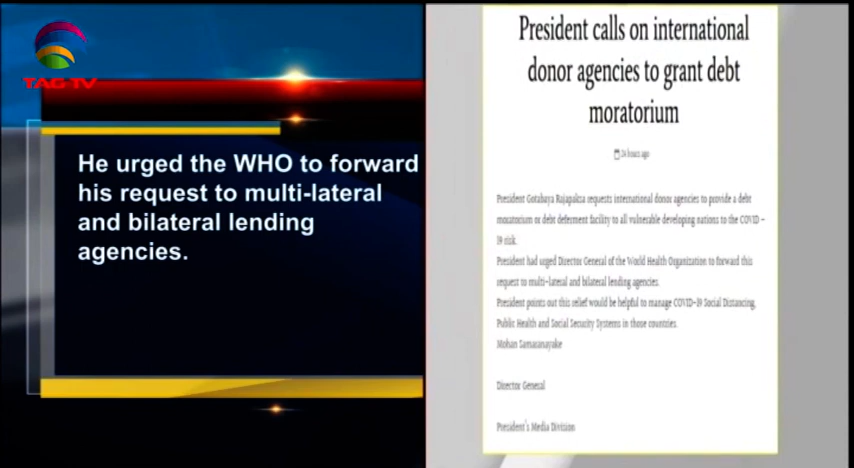 TAG TV
He urged the WHO to forward
his request to multi-lateral
and bilateral lending
agencies.
President calls on international
donor agencies to grant debt
moratorium
24 hours ago
President Gotabaya Rajapaksa requests international donor agencies to provide a debt
moratorium or debt deferment facility to all vulnerable developing nations to the COVID –
19 risk.
President had urged Director General of the World Health Organization to forward this
request to multi-lateral and bilateral lending agencies.
President points out this relief would be helpful to manage COVID-19 Social Distancing,
Public Health and Social Security Systems in those countries.
Mohan Samaranayake
Director General
President's Media Division